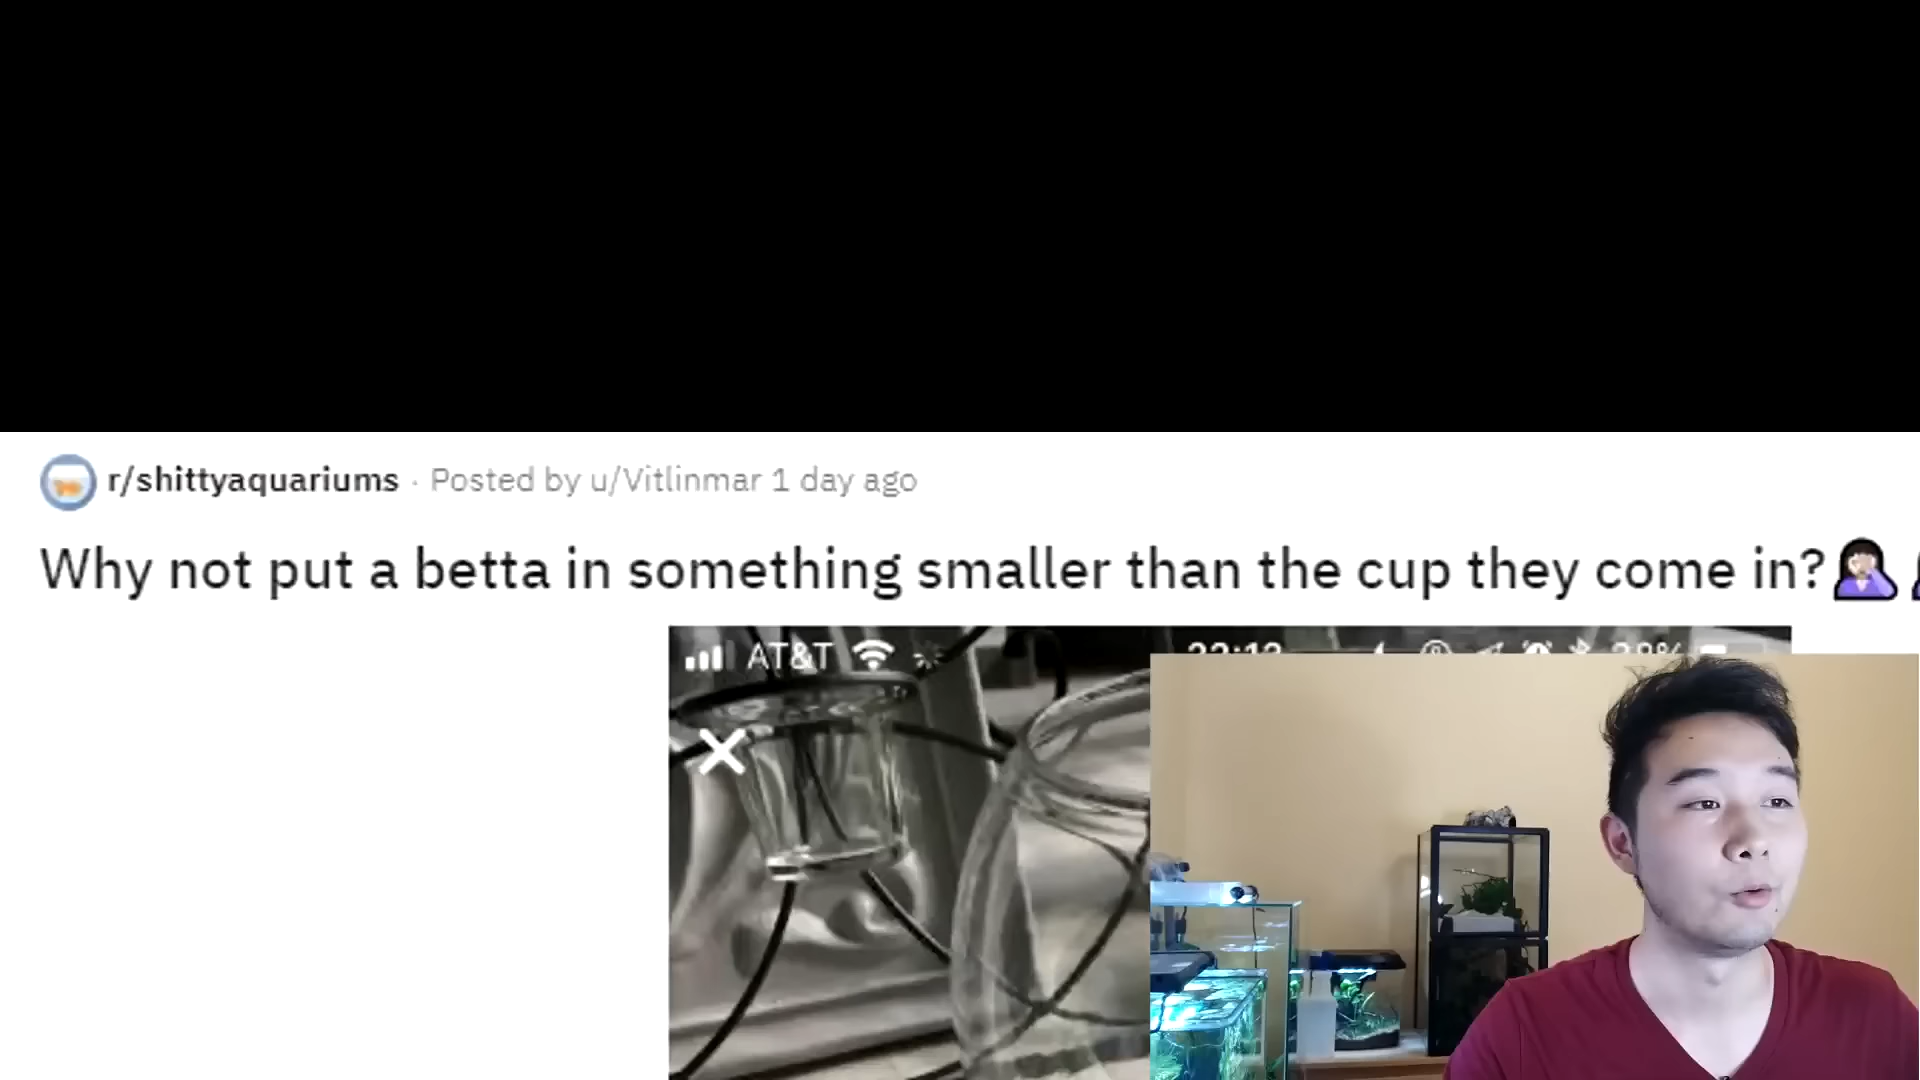 r/shittyaquariums · Posted by u/Vitlinmar 1 day ago
Why not put a betta in something smaller than the cup they come in?
AT&T